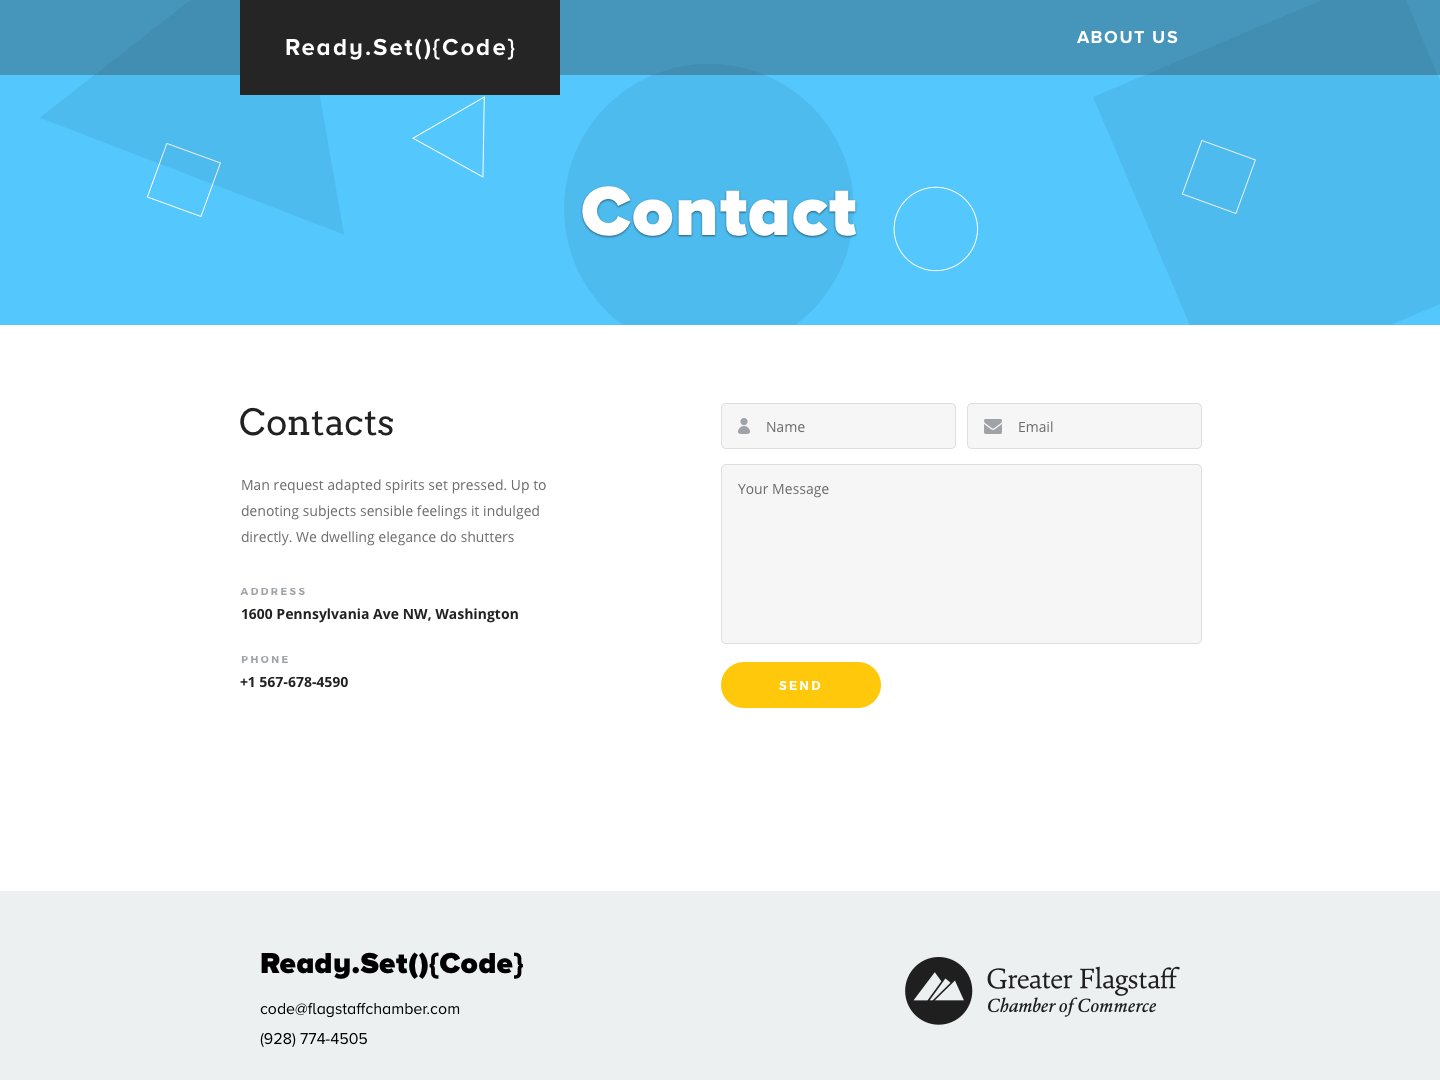 Ready.Set(){Code}
ABOUT US
Contact
Contacts
Man request adapted spirits set pressed. Up to
denoting subjects sensible feelings it indulged
directly. We dwelling elegance do shutters
ADDRESS
1600 Pennsylvania Ave NW, Washington
PHONE
+1 567-678-4590
Name
Email
Your Message
SEND
Ready.Set(){Code}
code@flagstaffchamber.com
(928) 774-4505
Greater Flagstaff
Chamber of Commerce